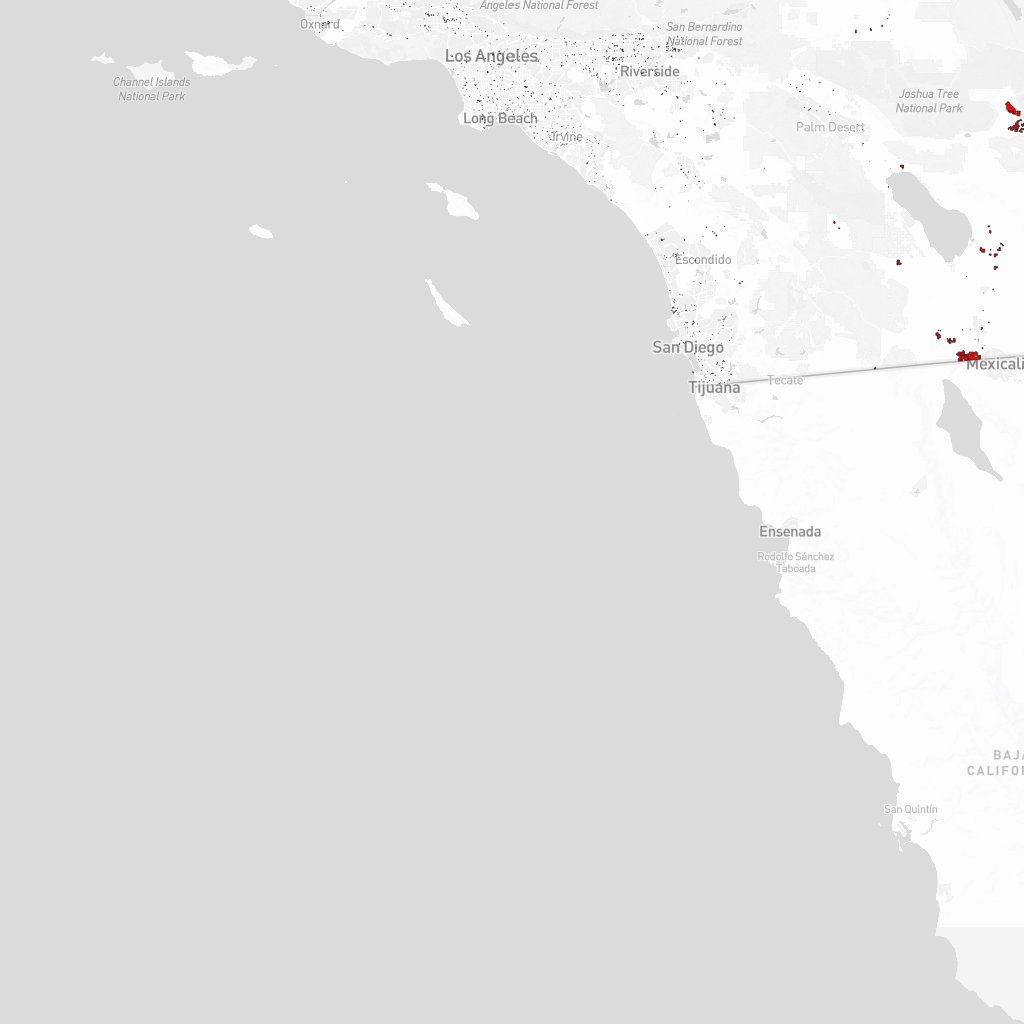 Angeles National Forest
Oxnard
San Bernardino
National Forest
Los Angeles
Riverside
Channel Islands
National Park
Joshua Tree
National Park
Long Beach
Irvine
Palm Desert
Escondido
San Diego
Mexicali
Tijuana
Tecate
Ensenada
Rodolfo Sánchez
Taboada
BAJA
CALIFO
San Quintín